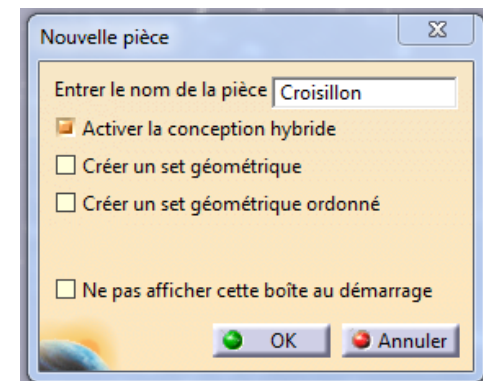 Nouvelle pièce
Entrer le nom de la pièce Croisillon
Activer la conception hybride
Créer un set géométrique
Créer un set géométrique ordonné
Ne pas afficher cette boîte au démarrage
OK Annuler